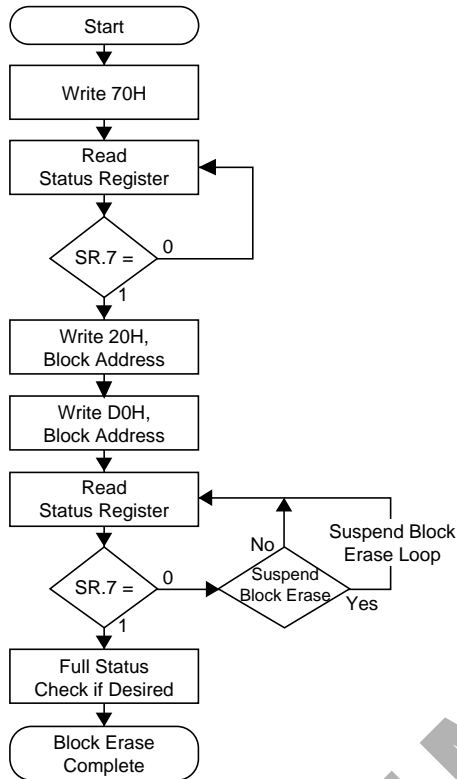 Start
Write 70H
Read
Status Register
SR.7 =
0
1
Write 20H,
Block Address
Write D0H,
Block Address
Read
Status Register
SR.7 =
0
1
Suspend
Block Erase
No
Yes
Suspend Block
Erase Loop
Full Status
Check if Desired
Block Erase
Complete